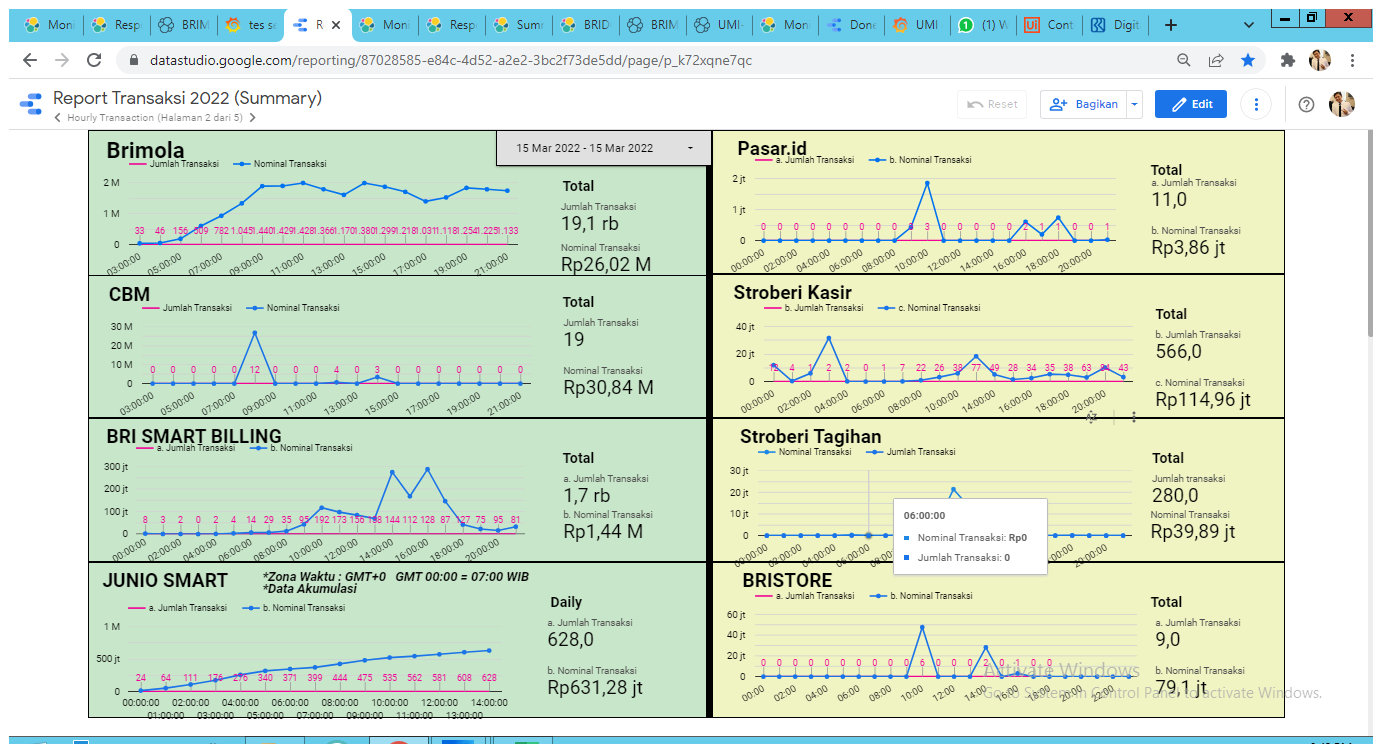 Moni
Resp
BRIM
tes se
R
Moni
Resp
Sum
BRID
BRIM
UMI-
Mon
Done
UMI
(1) W
Cont
Digit
datastudio.google.com/reporting/87028585-e84c-4d52-a2e2-3bc2f73de5dd/page/p_k72xqne7qc
Report Transaksi 2022 (Summary)
Hourly Transaction (Halaman 2 dari 5)
Reset
Bagikan
Edit
Brimola
Jumlah Transaksi Nominal Transaksi
15 Mar 2022 - 15 Mar 2022
2 M
1 M
0
33 46 156 509 782 1.045 1.440 1.429 1.428 1.366 1.170 1.380 1.299 1.218 1.031 1.118 1.254 1.225 1.133
03:00:00 05:00:00 07:00:00 09:00:00 11:00:00 13:00:00 15:00:00 17:00:00 19:00:00 21:00:00
Total
Jumlah Transaksi
19,1 rb
Nominal Transaksi
Rp26,02 M
Pasar.id
a. Jumlah Transaksi b. Nominal Transaksi
2 jt
1 jt
0
0 0 0 0 0 0 0 0 0 3 0 0 0 0 0 2 1 1 0 0 1
00:00:00 02:00:00 04:00:00 06:00:00 08:00:00 10:00:00 12:00:00 14:00:00 16:00:00 18:00:00 20:00:00
Total
a. Jumlah Transaksi
11,0
b. Nominal Transaksi
Rp3,86 jt
CBM
Jumlah Transaksi Nominal Transaksi
30 M
20 M
10 M
0
0 0 0 0 0 12 0 0 0 4 0 3 0 0 0 0 0 0 0
03:00:00 05:00:00 07:00:00 09:00:00 11:00:00 13:00:00 15:00:00 17:00:00 19:00:00 21:00:00
Total
Jumlah Transaksi
19
Nominal Transaksi
Rp30,84 M
Stroberi Kasir
b. Jumlah Transaksi c. Nominal Transaksi
40 jt
20 jt
0
12 4 1 2 2 0 1 7 22 26 38 77 49 28 34 35 38 63 84 43
00:00:00 02:00:00 04:00:00 06:00:00 08:00:00 10:00:00 12:00:00 14:00:00 16:00:00 18:00:00 20:00:00
Total
b. Jumlah Transaksi
566,0
c. Nominal Transaksi
Rp114,96 jt
BRI SMART BILLING
a. Jumlah Transaksi b. Nominal Transaksi
300 jt
200 jt
100 jt
0
8 3 2 0 2 4 14 29 35 95 192 173 156 168 144 112 128 87 127 75 95 81
00:00:00 02:00:00 04:00:00 06:00:00 08:00:00 10:00:00 12:00:00 14:00:00 16:00:00 18:00:00 20:00:00
Total
a. Jumlah Transaksi
1,7 rb
b. Nominal Transaksi
Rp1,44 M
Stroberi Tagihan
Nominal Transaksi Jumlah Transaksi
30 jt
20 jt
10 jt
0
00:00:00 02:00:00 04:00:00 06:00:00 18:00:00 20:00:00
06:00:00
Nominal Transaksi: Rp0
Jumlah Transaksi: 0
Total
Jumlah transaksi
280,0
Nominal Transaksi
Rp39,89 jt
JUNIO SMART
*Zona Waktu : GMT+0 GMT 00:00 = 07:00 WIB
*Data Akumulasi
a. Jumlah Transaksi b. Nominal Transaksi
1 M
500 jt
0
24 64 111 176 276 340 371 399 444 475 535 562 581 608 628
00:00:00 02:00:00 04:00:00 06:00:00 08:00:00 10:00:00 12:00:00 14:00:00
01:00:00 03:00:00 05:00:00 07:00:00 09:00:00 11:00:00 13:00:00
Daily
a. Jumlah Transaksi
628,0
b. Nominal Transaksi
Rp631,28 jt
BRISTORE
a. Jumlah Transaksi b. Nominal Transaksi
60 jt
40 jt
20 jt
0
0 0 0 0 0 0 0 0 0 6 0 0 0 2 0 1 0 0
00:00 02:00 04:00 06:00 08:00 10:00 12:00 14:00 16:00 18:00 20:00 22:00
Total
a. Jumlah Transaksi
9,0
b. Nominal Transaksi
79,1 jt
Activate Windows
Go to System in Control Panel to activate Windows.